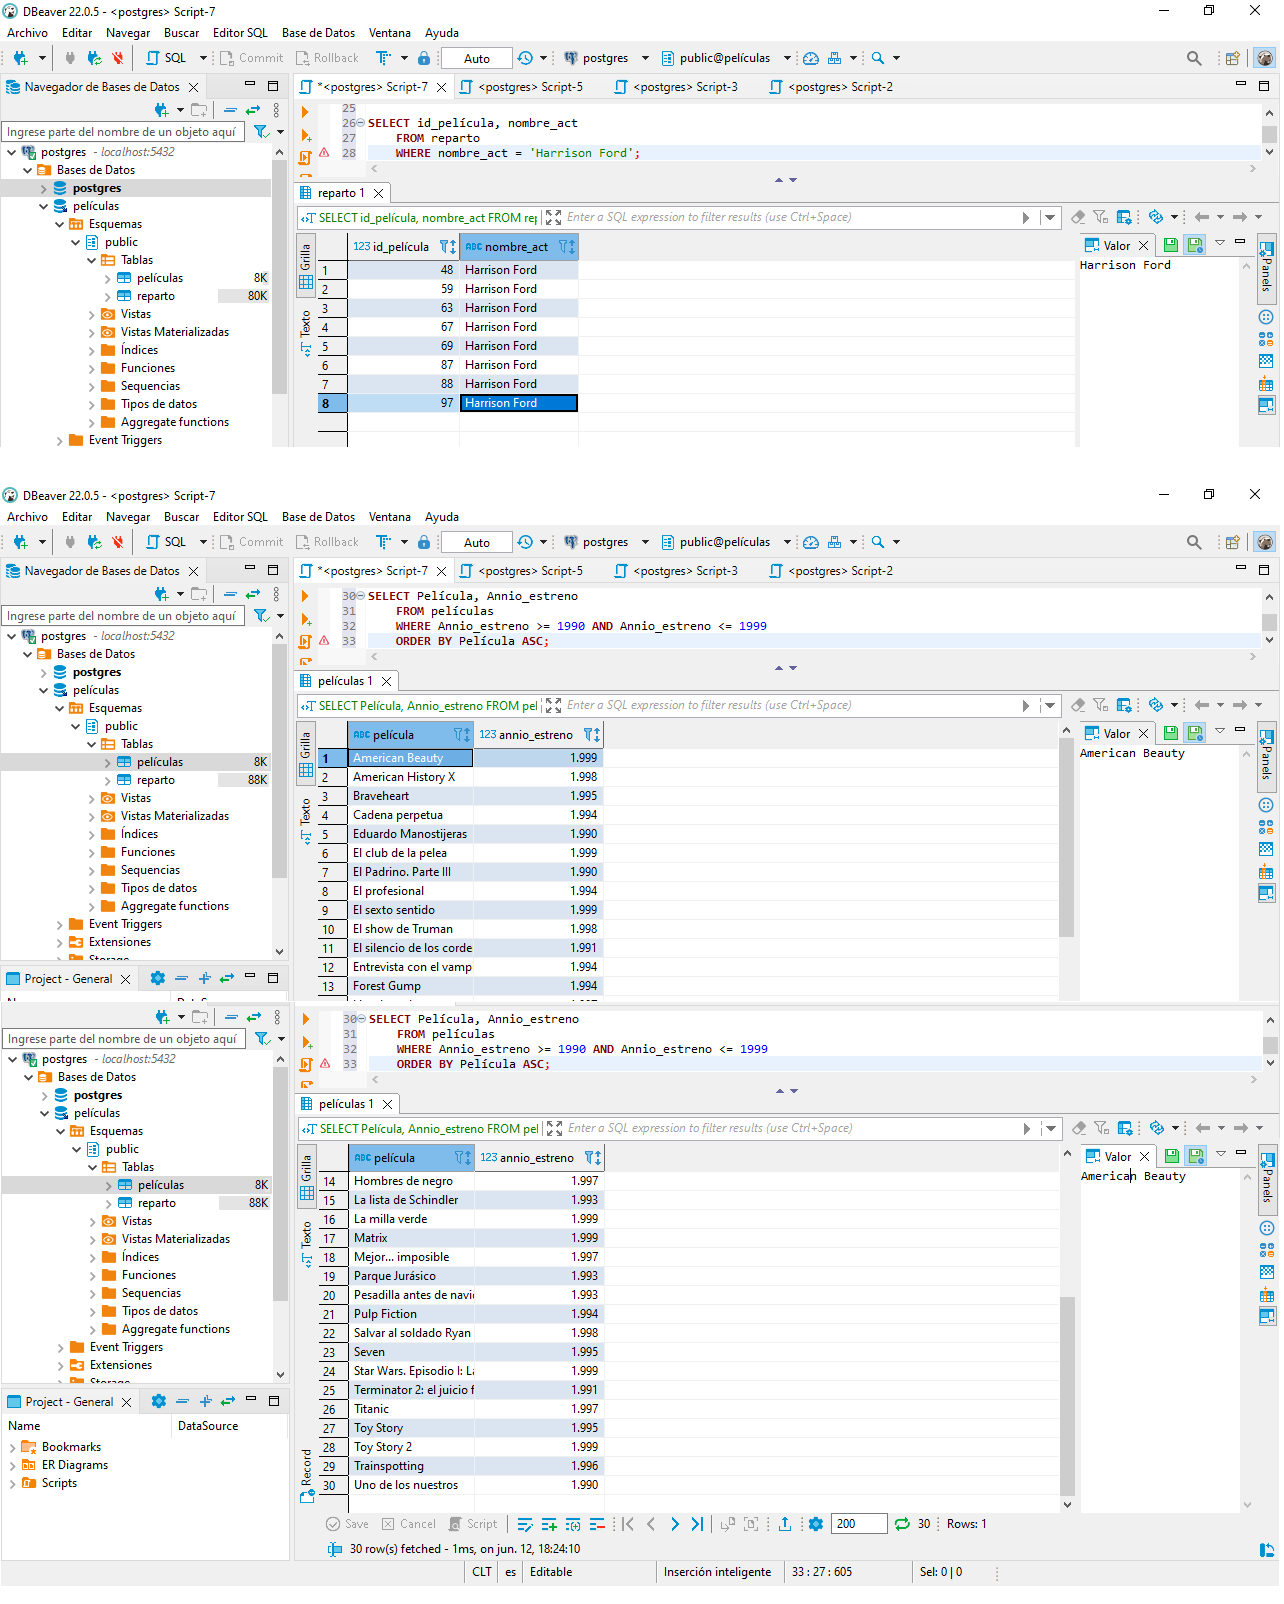 DBeaver 22.0.5 - <postgres> Script-7
Archivo Editar Navegar Buscar Editor SQL Base de Datos Ventana Ayuda
SQL Commit Rollback Auto postgres public@películas
Navegador de Bases de Datos *<postgres> Script-7 <postgres> Script-5 <postgres> Script-3 <postgres> Script-2
Ingrese parte del nombre de un objeto aquí
postgres - localhost:5432
Bases de Datos
postgres
películas
Esquemas
public
Tablas
películas 8K
reparto 80K
Vistas
Vistas Materializadas
Índices
Funciones
Sequencias
Tipos de datos
Aggregate functions
Event Triggers
25
26 SELECT id_película, nombre_act
27 FROM reparto
28 WHERE nombre_act = 'Harrison Ford';
reparto 1
SELECT id_película, nombre_act FROM rep Enter a SQL expression to filter results (use Ctrl+Space)
Grilla
Texto
123 id_película ABC nombre_act
1 48 Harrison Ford
2 59 Harrison Ford
3 63 Harrison Ford
4 67 Harrison Ford
5 69 Harrison Ford
6 87 Harrison Ford
7 88 Harrison Ford
8 97 Harrison Ford
Valor
Harrison Ford
Panels
DBeaver 22.0.5 - <postgres> Script-7
Archivo Editar Navegar Buscar Editor SQL Base de Datos Ventana Ayuda
SQL Commit Rollback Auto postgres public@películas
Navegador de Bases de Datos *<postgres> Script-7 <postgres> Script-5 <postgres> Script-3 <postgres> Script-2
Ingrese parte del nombre de un objeto aquí
postgres - localhost:5432
Bases de Datos
postgres
películas
Esquemas
public
Tablas
películas 8K
reparto 88K
Vistas
Vistas Materializadas
Índices
Funciones
Sequencias
Tipos de datos
Aggregate functions
Event Triggers
Extensiones
Storage
Project - General
30 SELECT Película, Annio_estreno
31 FROM películas
32 WHERE Annio_estreno >= 1990 AND Annio_estreno <= 1999
33 ORDER BY Película ASC;
películas 1
SELECT Película, Annio_estreno FROM pel Enter a SQL expression to filter results (use Ctrl+Space)
Grilla
Texto
ABC película 123 annio_estreno
1 American Beauty 1.999
2 American History X 1.998
3 Braveheart 1.995
4 Cadena perpetua 1.994
5 Eduardo Manostijeras 1.990
6 El club de la pelea 1.999
7 El Padrino. Parte III 1.990
8 El profesional 1.994
9 El sexto sentido 1.999
10 El show de Truman 1.998
11 El silencio de los corde 1.991
12 Entrevista con el vamp 1.994
13 Forest Gump 1.994
Valor
American Beauty
Panels
Ingrese parte del nombre de un objeto aquí
postgres - localhost:5432
Bases de Datos
postgres
películas
Esquemas
public
Tablas
películas 8K
reparto 88K
Vistas
Vistas Materializadas
Índices
Funciones
Sequencias
Tipos de datos
Aggregate functions
Event Triggers
Extensiones
Storage
Project - General
Name DataSource
Bookmarks
ER Diagrams
Scripts
30 SELECT Película, Annio_estreno
31 FROM películas
32 WHERE Annio_estreno >= 1990 AND Annio_estreno <= 1999
33 ORDER BY Película ASC;
películas 1
SELECT Película, Annio_estreno FROM pel Enter a SQL expression to filter results (use Ctrl+Space)
Grilla
Texto
Record
ABC película 123 annio_estreno
14 Hombres de negro 1.997
15 La lista de Schindler 1.993
16 La milla verde 1.999
17 Matrix 1.999
18 Mejor... imposible 1.997
19 Parque Jurásico 1.993
20 Pesadilla antes de navi 1.993
21 Pulp Fiction 1.994
22 Salvar al soldado Ryan 1.998
23 Seven 1.995
24 Star Wars. Episodio I: La 1.999
25 Terminator 2: el juicio f 1.991
26 Titanic 1.997
27 Toy Story 1.995
28 Toy Story 2 1.999
29 Trainspotting 1.996
30 Uno de los nuestros 1.990
Valor
American Beauty
Panels
Save Cancel Script 200 30 Rows: 1
30 row(s) fetched - 1ms, on jun. 12, 18:24:10
CLT es Editable Inserción inteligente 33 : 27 : 605 Sel: 0 | 0